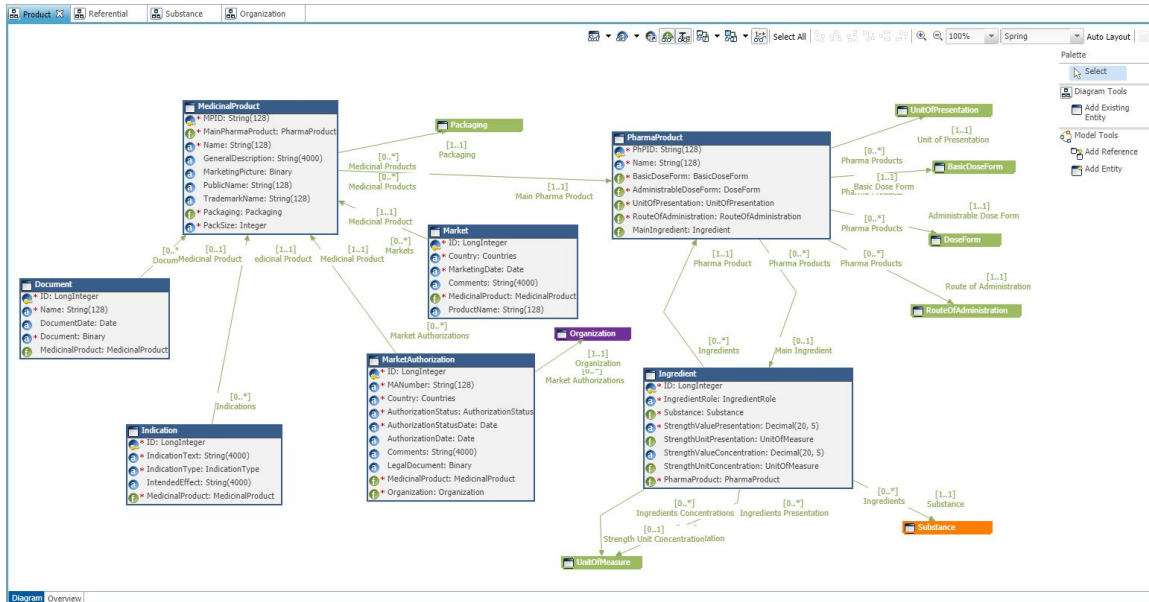 Product
Referential
Substance
Organization
Select All
100%
Spring
Auto Layout
Palette
Select
Diagram Tools
Add Existing
Entity
Model Tools
Add Reference
Add Entity
MedicinalProduct
* MPID: String(128)
* MainPharmaProduct: PharmaProduct
* Name: String(128)
GeneralDescription: String(4000)
MarketingPicture: Binary
PublicName: String(128)
TrademarkName: String(128)
* Packaging: Packaging
* PackSize: Integer
Packaging
[1..1]
Packaging
[0..*]
Medicinal Products
[0..*]
Medicinal Products
[1..1]
Main Pharma Product
[1..1]
Medicinal Product
[0..*]
Markets
Market
* ID: LongInteger
* Country: Countries
* MarketingDate: Date
Comments: String(4000)
* MedicinalProduct: MedicinalProduct
ProductName: String(128)
PharmaProduct
* PhPID: String(128)
* Name: String(128)
* BasicDoseForm: BasicDoseForm
* AdministrableDoseForm: DoseForm
* UnitOfPresentation: UnitOfPresentation
* RouteOfAdministration: RouteOfAdministration
MainIngredient: Ingredient
UnitOfPresentation
[1..1]
Unit of Presentation
[0..*]
Pharma Products
BasicDoseForm
[0..*]
[1..1]
Basic Dose Form
[0..*]
Pharma Products
[1..1]
Administrable Dose Form
DoseForm
[0..1]
Medicinal Product
[1..1]
edicinal Product
[1..1]
Medicinal Product
[1..1]
Pharma Product
[0..*]
Pharma Products
[0..*]
Pharma Products
[1..1]
Route of Administration
RouteOfAdministration
Document
* ID: LongInteger
* Name: String(128)
DocumentDate: Date
* Document: Binary
MedicinalProduct: MedicinalProduct
[0..*]
Market Authorizations
Organization
[1..1]
Organization
[0..*]
Market Authorizations
[0..*]
Ingredients
[0..1]
Main Ingredient
MarketAuthorization
* ID: LongInteger
* MANumber: String(128)
* Country: Countries
* AuthorizationStatus: AuthorizationStatus
* AuthorizationStatusDate: Date
AuthorizationDate: Date
Comments: String(4000)
LegalDocument: Binary
* MedicinalProduct: MedicinalProduct
* Organization: Organization
Ingredient
* ID: LongInteger
* IngredientRole: IngredientRole
* Substance: Substance
* StrengthValuePresentation: Decimal(20, 5)
StrengthUnitPresentation: UnitOfMeasure
StrengthValueConcentration: Decimal(20, 5)
StrengthUnitConcentration: UnitOfMeasure
* PharmaProduct: PharmaProduct
[0..*]
Indications
Indication
* ID: LongInteger
* IndicationText: String(4000)
* IndicationType: IndicationType
IntendedEffect: String(4000)
* MedicinalProduct: MedicinalProduct
[0..*]
Ingredients Concentrations
[0..*]
Ingredients Presentation
[0..*]
Ingredients
[1..1]
Substance
Substance
[0..1]
Strength Unit Concentration
UnitOfMeasure
Diagram
Overview